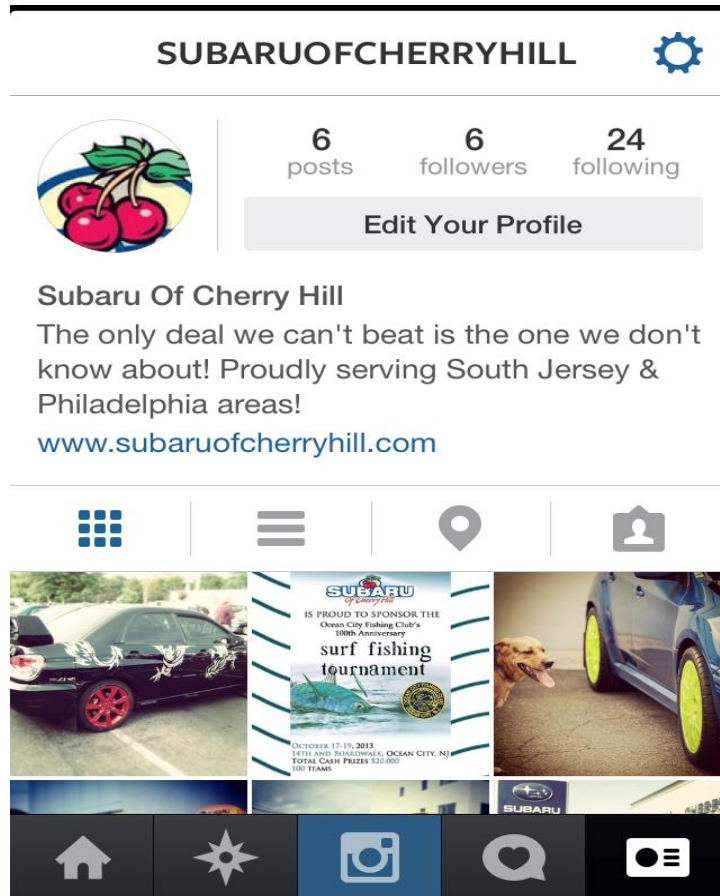 SUBARUOFCHERRYHILL
6
posts
6
followers
24
following
Edit Your Profile
Subaru Of Cherry Hill
The only deal we can't beat is the one we don't
know about! Proudly serving South Jersey &
Philadelphia areas!
www.subaruofcherryhill.com
SUBARU
Of Cherry Hill
IS PROUD TO SPONSOR THE
Ocean City Fishing Club's
100th Anniversary
surf fishing
tournament
OCTOBER 17-19, 2013
14TH AND BOARDWALK, OCEAN CITY, NJ
TOTAL CASH PRIZES $20,000
100 TEAMS
SUBARU